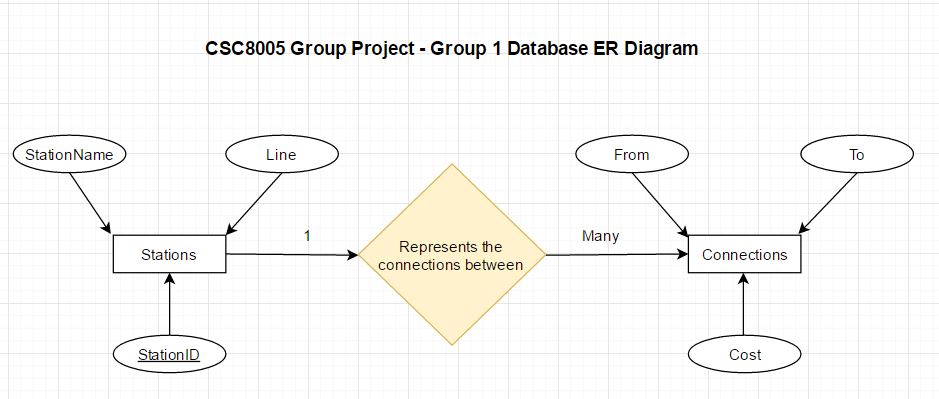 CSC8005 Group Project - Group 1 Database ER Diagram
StationName
Line
From
To
1
Many
Stations
Represents the
connections between
Connections
StationID
Cost